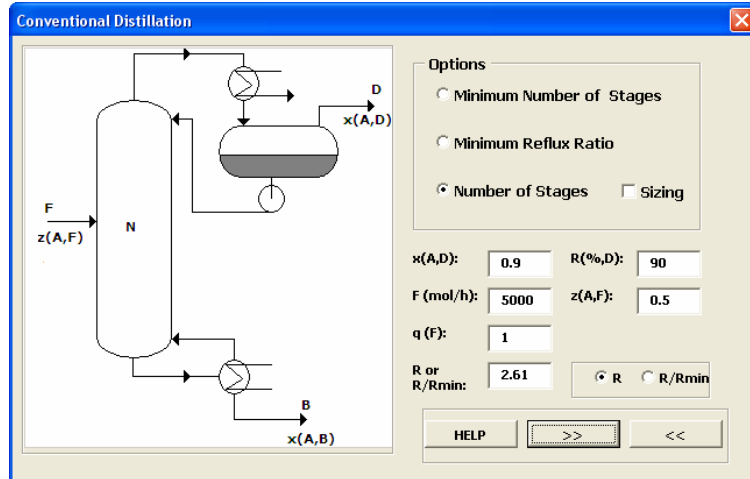 Conventional Distillation
D
x(A,D)
F
z(A,F)
N
B
x(A,B)
Options
Minimum Number of Stages
Minimum Reflux Ratio
Number of Stages
Sizing
x(A,D): 0.9 R(%,D): 90
F (mol/h): 5000 z(A,F): 0.5
q (F): 1
R or
R/Rmin: 2.61 R R/Rmin
HELP >> <<